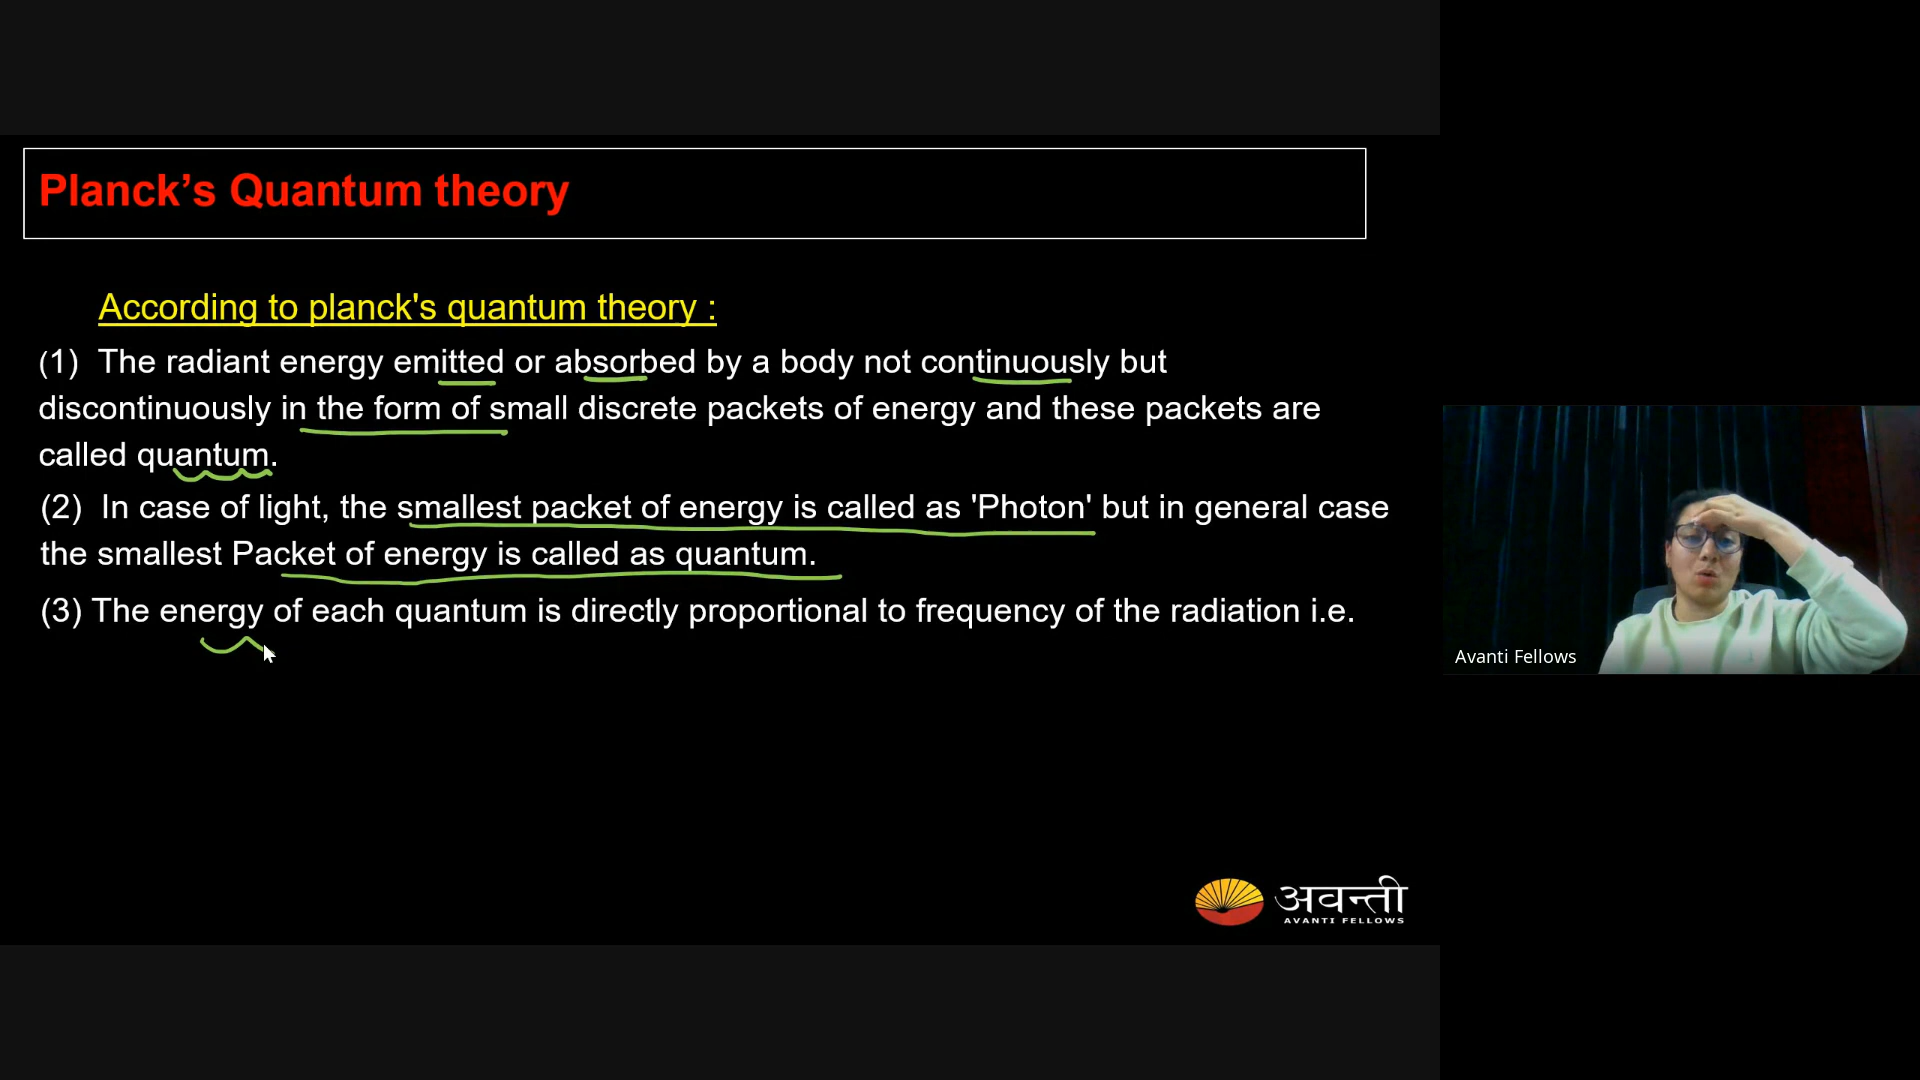 Planck’s Quantum theory
According to planck's quantum theory :
(1) The radiant energy emitted or absorbed by a body not continuously but
discontinuously in the form of small discrete packets of energy and these packets are
called quantum.
(2) In case of light, the smallest packet of energy is called as 'Photon' but in general case
the smallest Packet of energy is called as quantum.
(3) The energy of each quantum is directly proportional to frequency of the radiation i.e.
Avanti Fellows
अवन्ती
AVANTI FELLOWS